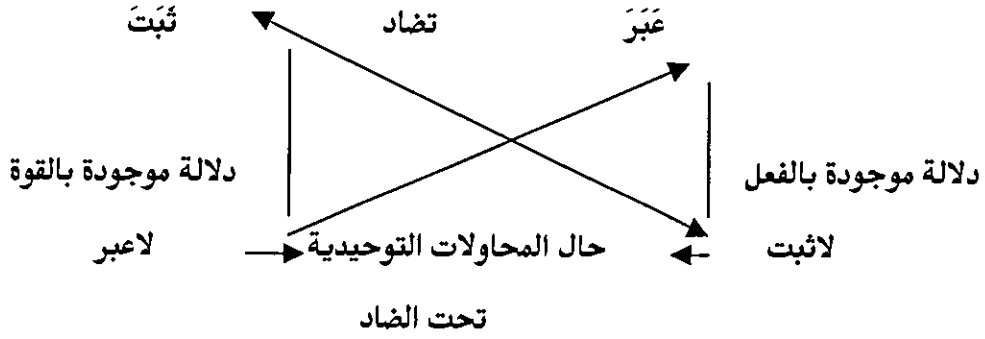 عَبَرَ تضاد ثَبَتَ
دلالة موجودة بالفعل دلالة موجودة بالقوة
لاثبت حال المحاولات التوحيدية لاعبر
تحت الضاد